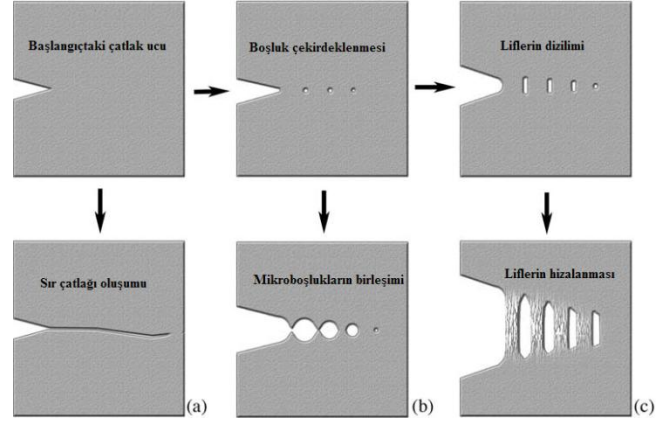 Başlangıçtaki çatlak ucu
Boşluk çekirdeklenmesi
Liflerin dizilimi
Sır çatlağı oluşumu
(a)
Mikroboşlukların birleşimi
(b)
Liflerin hizalanması
(c)